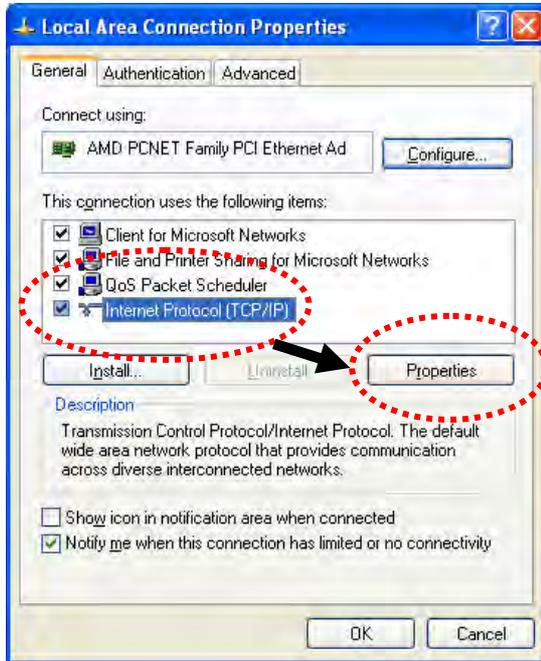 Local Area Connection Properties
General Authentication Advanced
Connect using:
AMD PCNET Family PCI Ethernet Ad Configure...
This connection uses the following items:
Client for Microsoft Networks
File and Printer Sharing for Microsoft Networks
QoS Packet Scheduler
Internet Protocol (TCP/IP)
Install... Uninstall Properties
Description
Transmission Control Protocol/Internet Protocol. The default
wide area network protocol that provides communication
across diverse interconnected networks.
Show icon in notification area when connected
Notify me when this connection has limited or no connectivity
OK Cancel